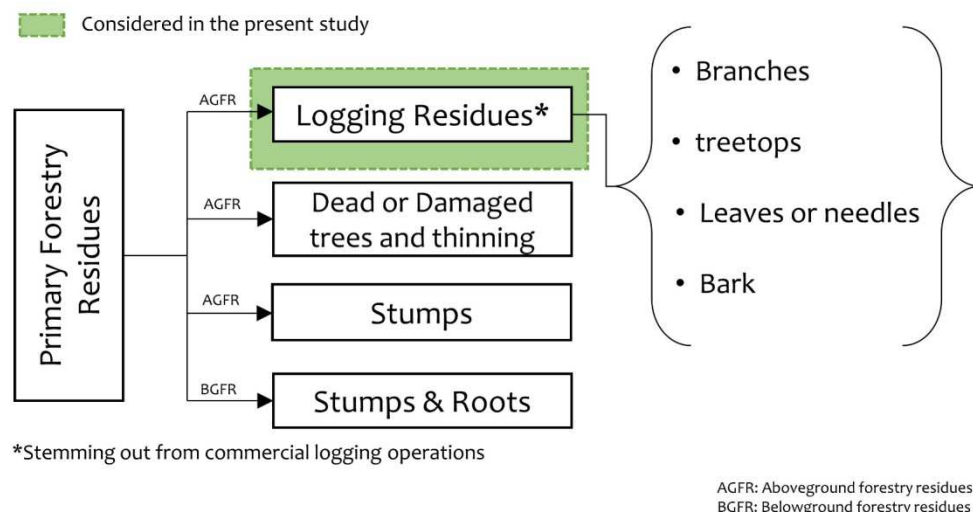 Considered in the present study
Primary Forestry
Residues
AGFR
Logging Residues*
AGFR
Dead or Damaged
trees and thinning
AGFR
Stumps
BGFR
Stumps & Roots
• Branches
• treetops
• Leaves or needles
• Bark
*Stemming out from commercial logging operations
AGFR: Aboveground forestry residues
BGFR: Belowground forestry residues